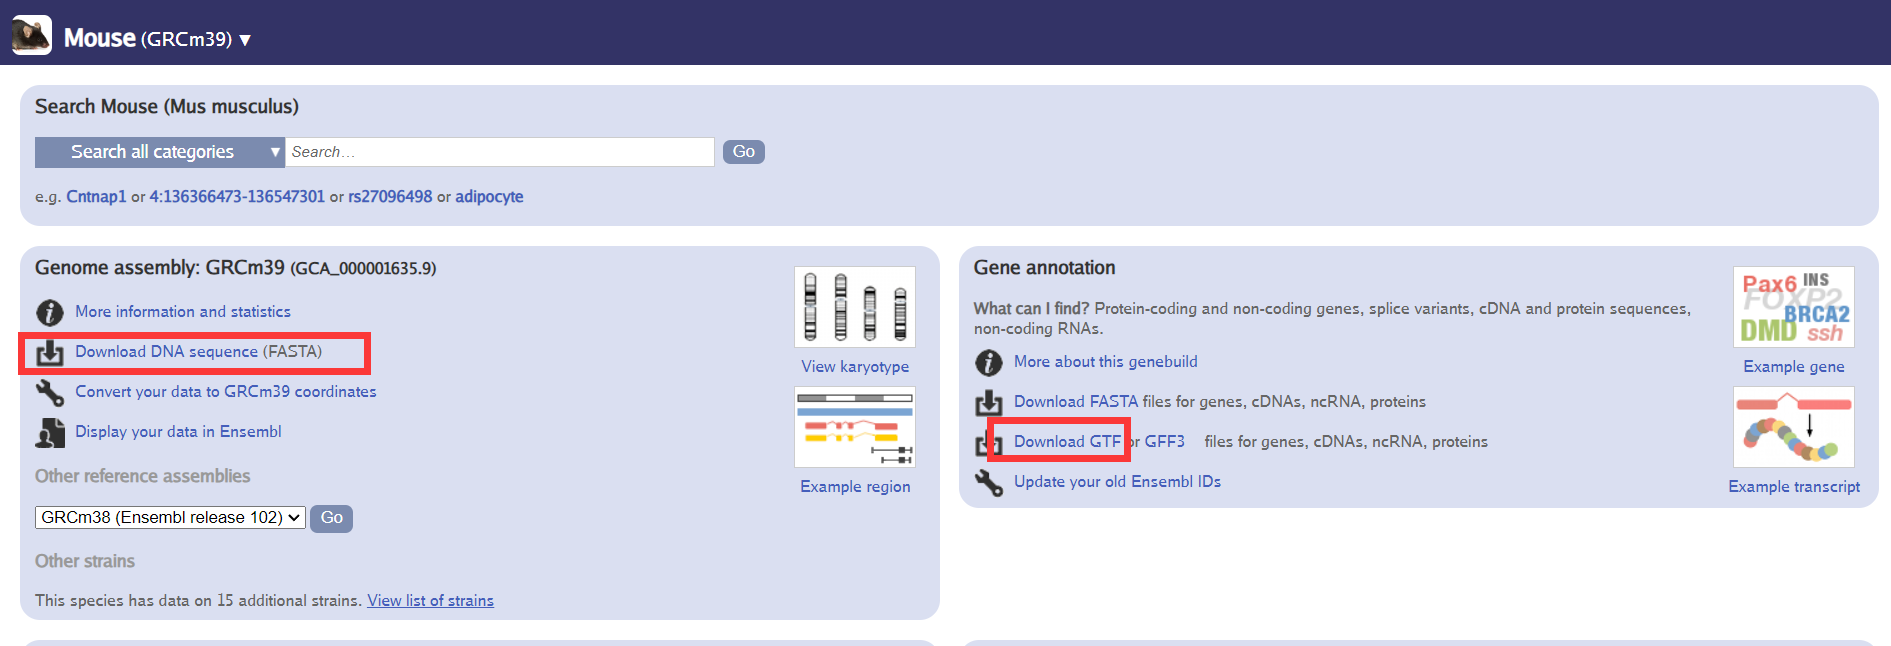 Mouse (GRCm39) ▼
Search Mouse (Mus musculus)
Search all categories ▼ Search… Go
e.g. Cntnap1 or 4:136366473-136547301 or rs27096498 or adipocyte
Genome assembly: GRCm39 (GCA_000001635.9)
More information and statistics
Download DNA sequence (FASTA)
Convert your data to GRCm39 coordinates
Display your data in Ensembl
Other reference assemblies
GRCm38 (Ensembl release 102) Go
Other strains
This species has data on 15 additional strains. View list of strains
View karyotype
Example region
Gene annotation
What can I find? Protein-coding and non-coding genes, splice variants, cDNA and protein sequences,
non-coding RNAs.
More about this genebuild
Download FASTA files for genes, cDNAs, ncRNA, proteins
Download GTF or GFF3 files for genes, cDNAs, ncRNA, proteins
Update your old Ensembl IDs
Pax6 INS
FOXP2
BRCA2
DMD ssh
Example gene
Example transcript